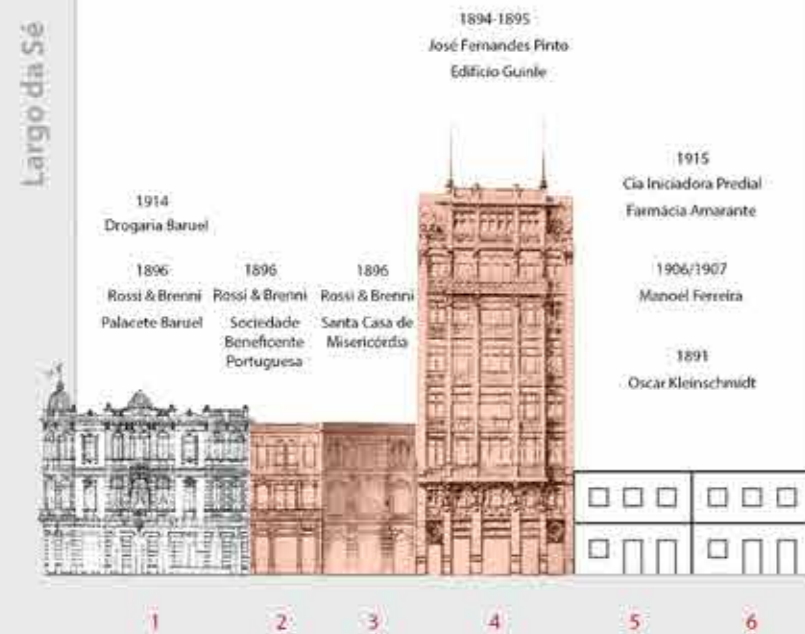 Largo da Sé
1894-1895
José Fernandes Pinto
Edifício Guinle
1915
Cia Iniciadora Predial
Farmácia Amarante
1914
Drogaria Baruel
1896
Rossi & Brenni
Palacete Baruel
1896
Rossi & Brenni
Sociedade
Beneficente
Portuguesa
1896
Rossi & Brenni
Santa Casa de
Misericórdia
1906/1907
Manoel Ferreira
1891
Oscar Kleinschmidt
1
2
3
4
5
6